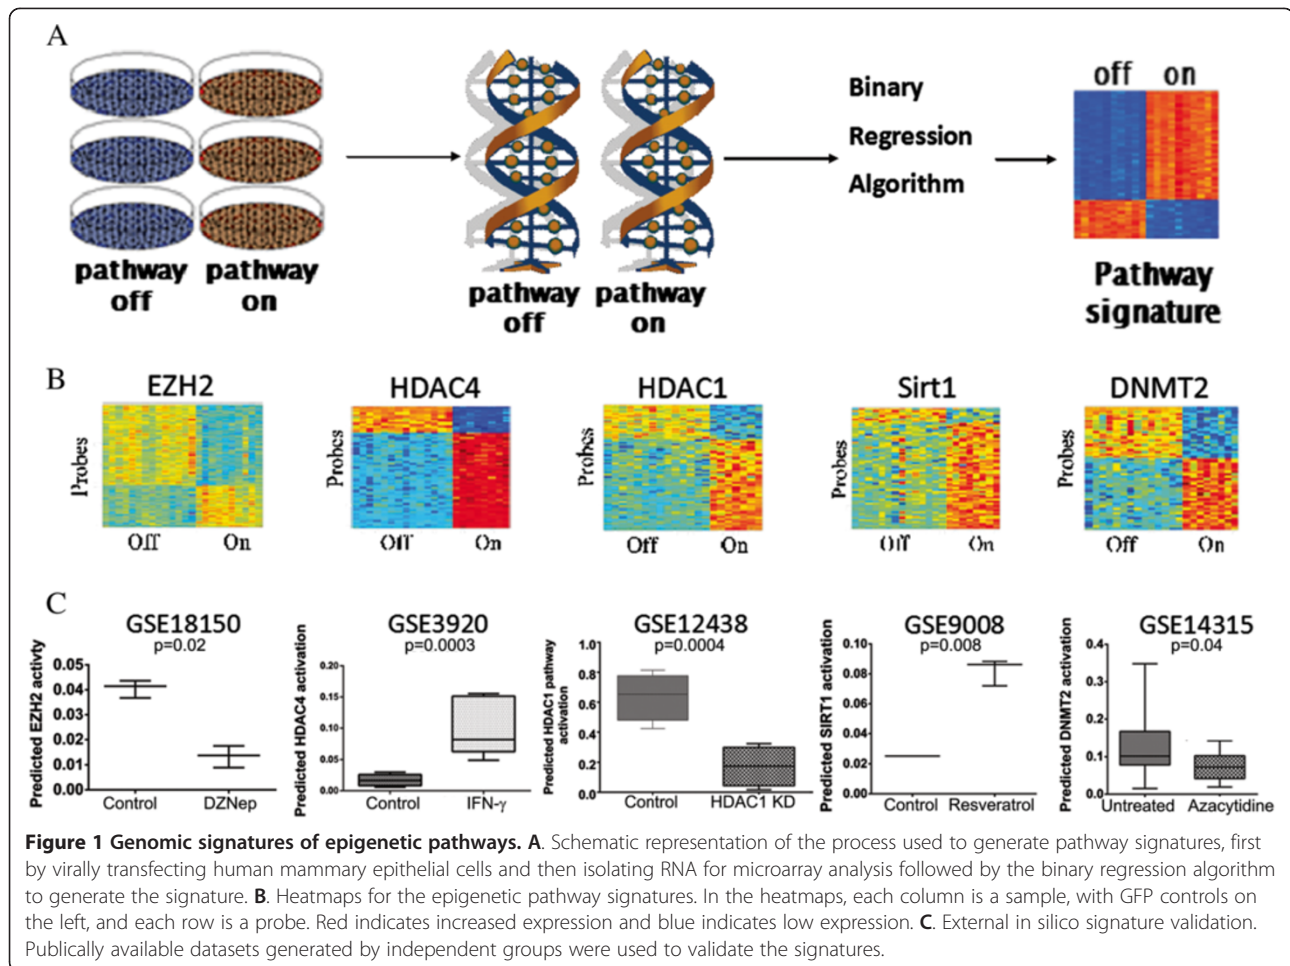 A
off on
Binary
Regression
Algorithm
pathway pathway
off on
pathway pathway
off on
Pathway
signature
B
EZH2 HDAC4 HDAC1 Sirt1 DNMT2
Probes Probes Probes Probes Probes
Off On Off On Off On Off On Off On
C
GSE18150
p=0.02
Predicted EZH2 activty
0.05
0.04
0.03
0.02
0.01
0.00
Control DZNep
GSE3920
p=0.0003
Predicted HDAC4 activation
0.20
0.15
0.10
0.05
0.00
Control IFN-γ
GSE12438
p=0.0004
Predicted HDAC1 pathway
activation
1.0
0.8
0.6
0.4
0.2
0.0
Control HDAC1 KD
GSE9008
p=0.008
Predicted SIRT1 activation
0.10
0.08
0.06
0.04
0.02
0.00
Control Resveratrol
GSE14315
p=0.04
Predicted DNMT2 activation
0.4
0.3
0.2
0.1
0.0
Untreated Azacytidine
Figure 1 Genomic signatures of epigenetic pathways. A. Schematic representation of the process used to generate pathway signatures, first
by virally transfecting human mammary epithelial cells and then isolating RNA for microarray analysis followed by the binary regression algorithm
to generate the signature. B. Heatmaps for the epigenetic pathway signatures. In the heatmaps, each column is a sample, with GFP controls on
the left, and each row is a probe. Red indicates increased expression and blue indicates low expression. C. External in silico signature validation.
Publically available datasets generated by independent groups were used to validate the signatures.